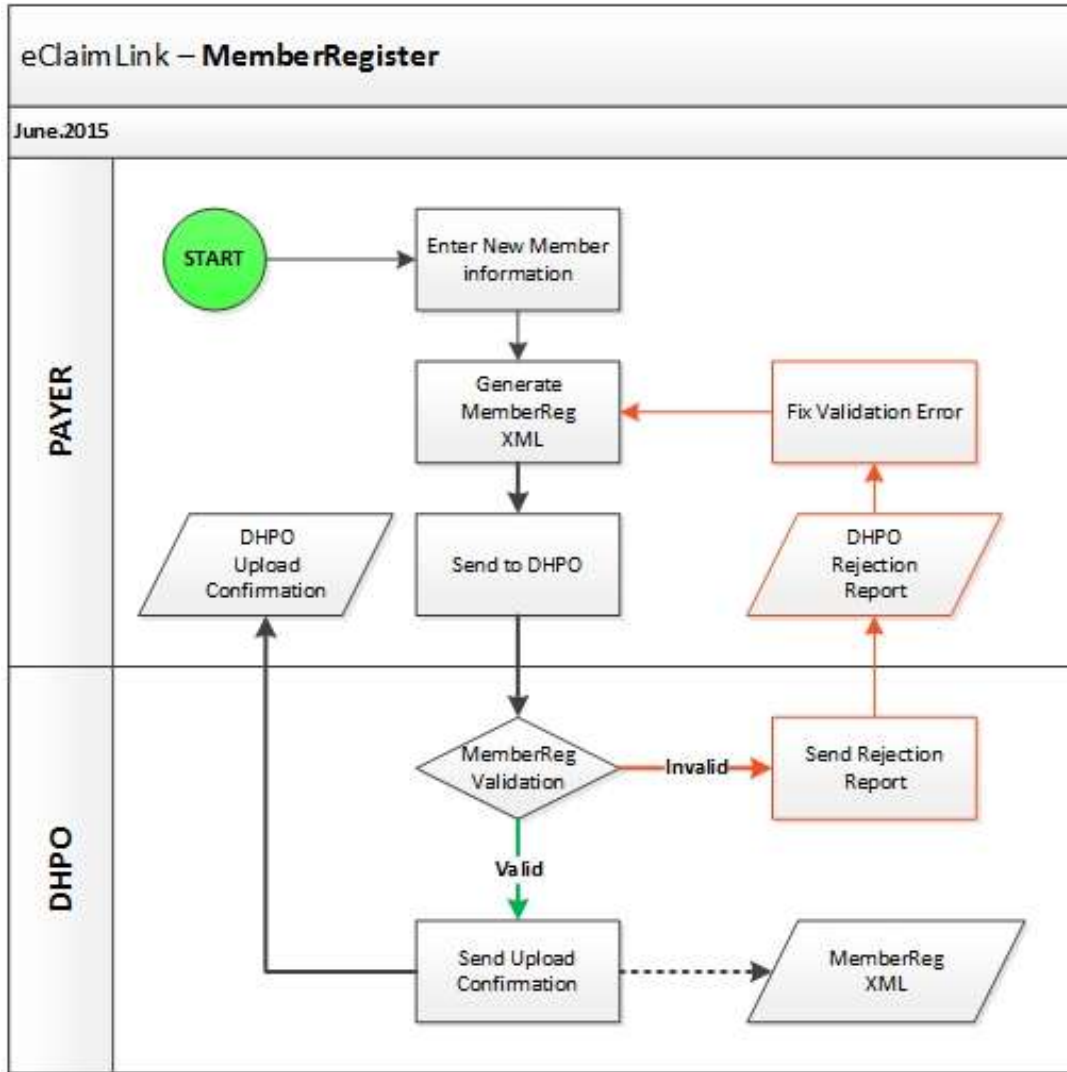 eClaimLink – MemberRegister
June.2015
PAYER
START
Enter New Member
information
Generate
MemberReg
XML
Fix Validation Error
DHPO
Upload
Confirmation
Send to DHPO
DHPO
Rejection
Report
DHPO
MemberReg
Validation
Invalid
Send Rejection
Report
Valid
Send Upload
Confirmation
MemberReg
XML